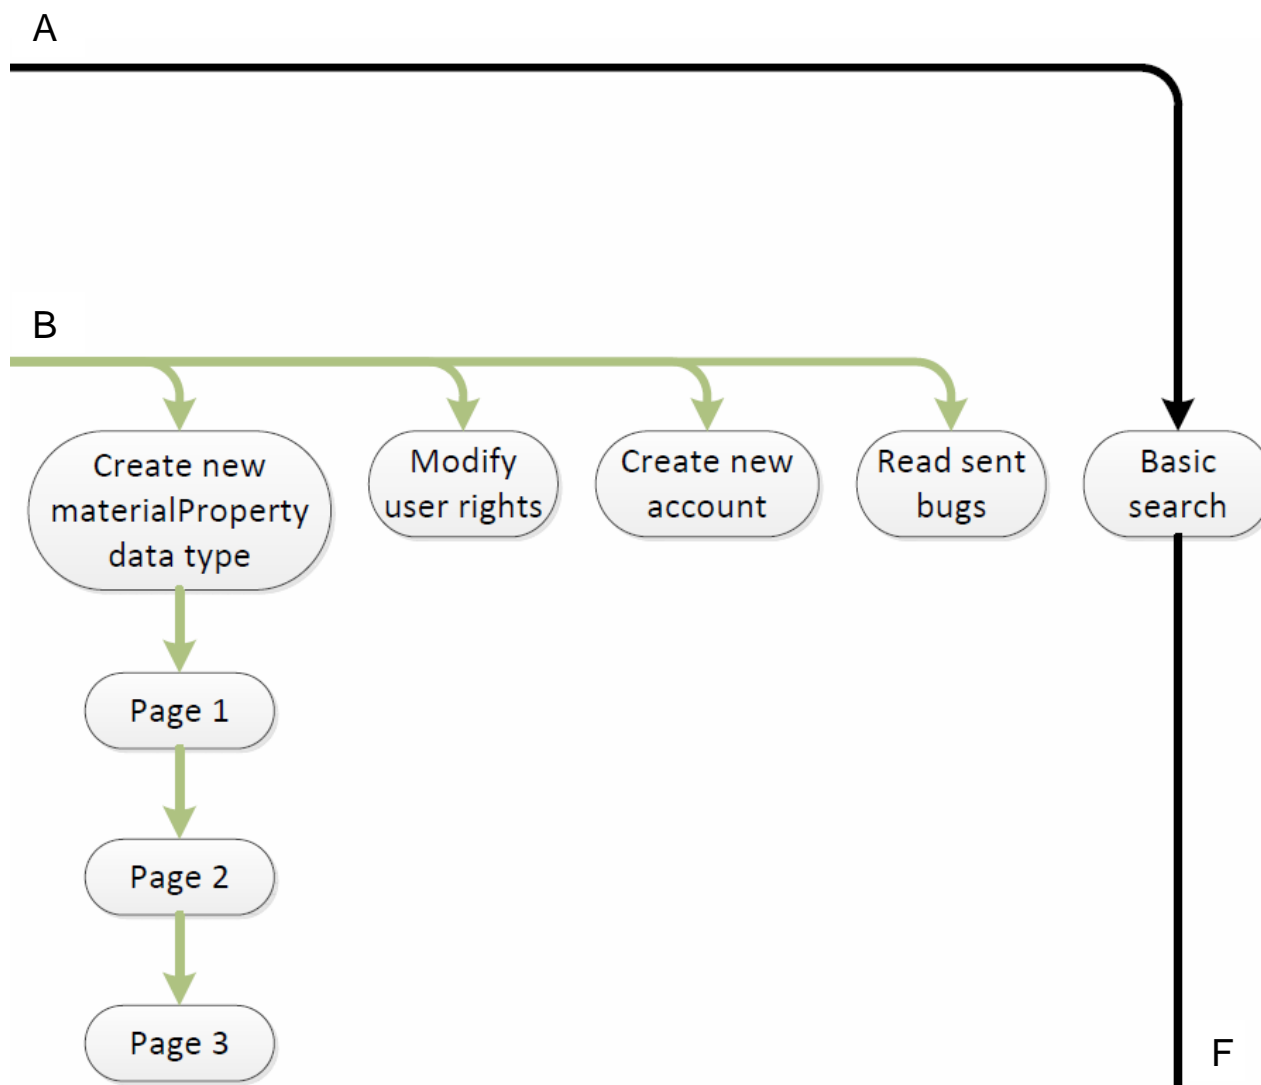 A
B
Create new
materialProperty
data type
Modify
user rights
Create new
account
Read sent
bugs
Basic
search
Page 1
Page 2
Page 3
F